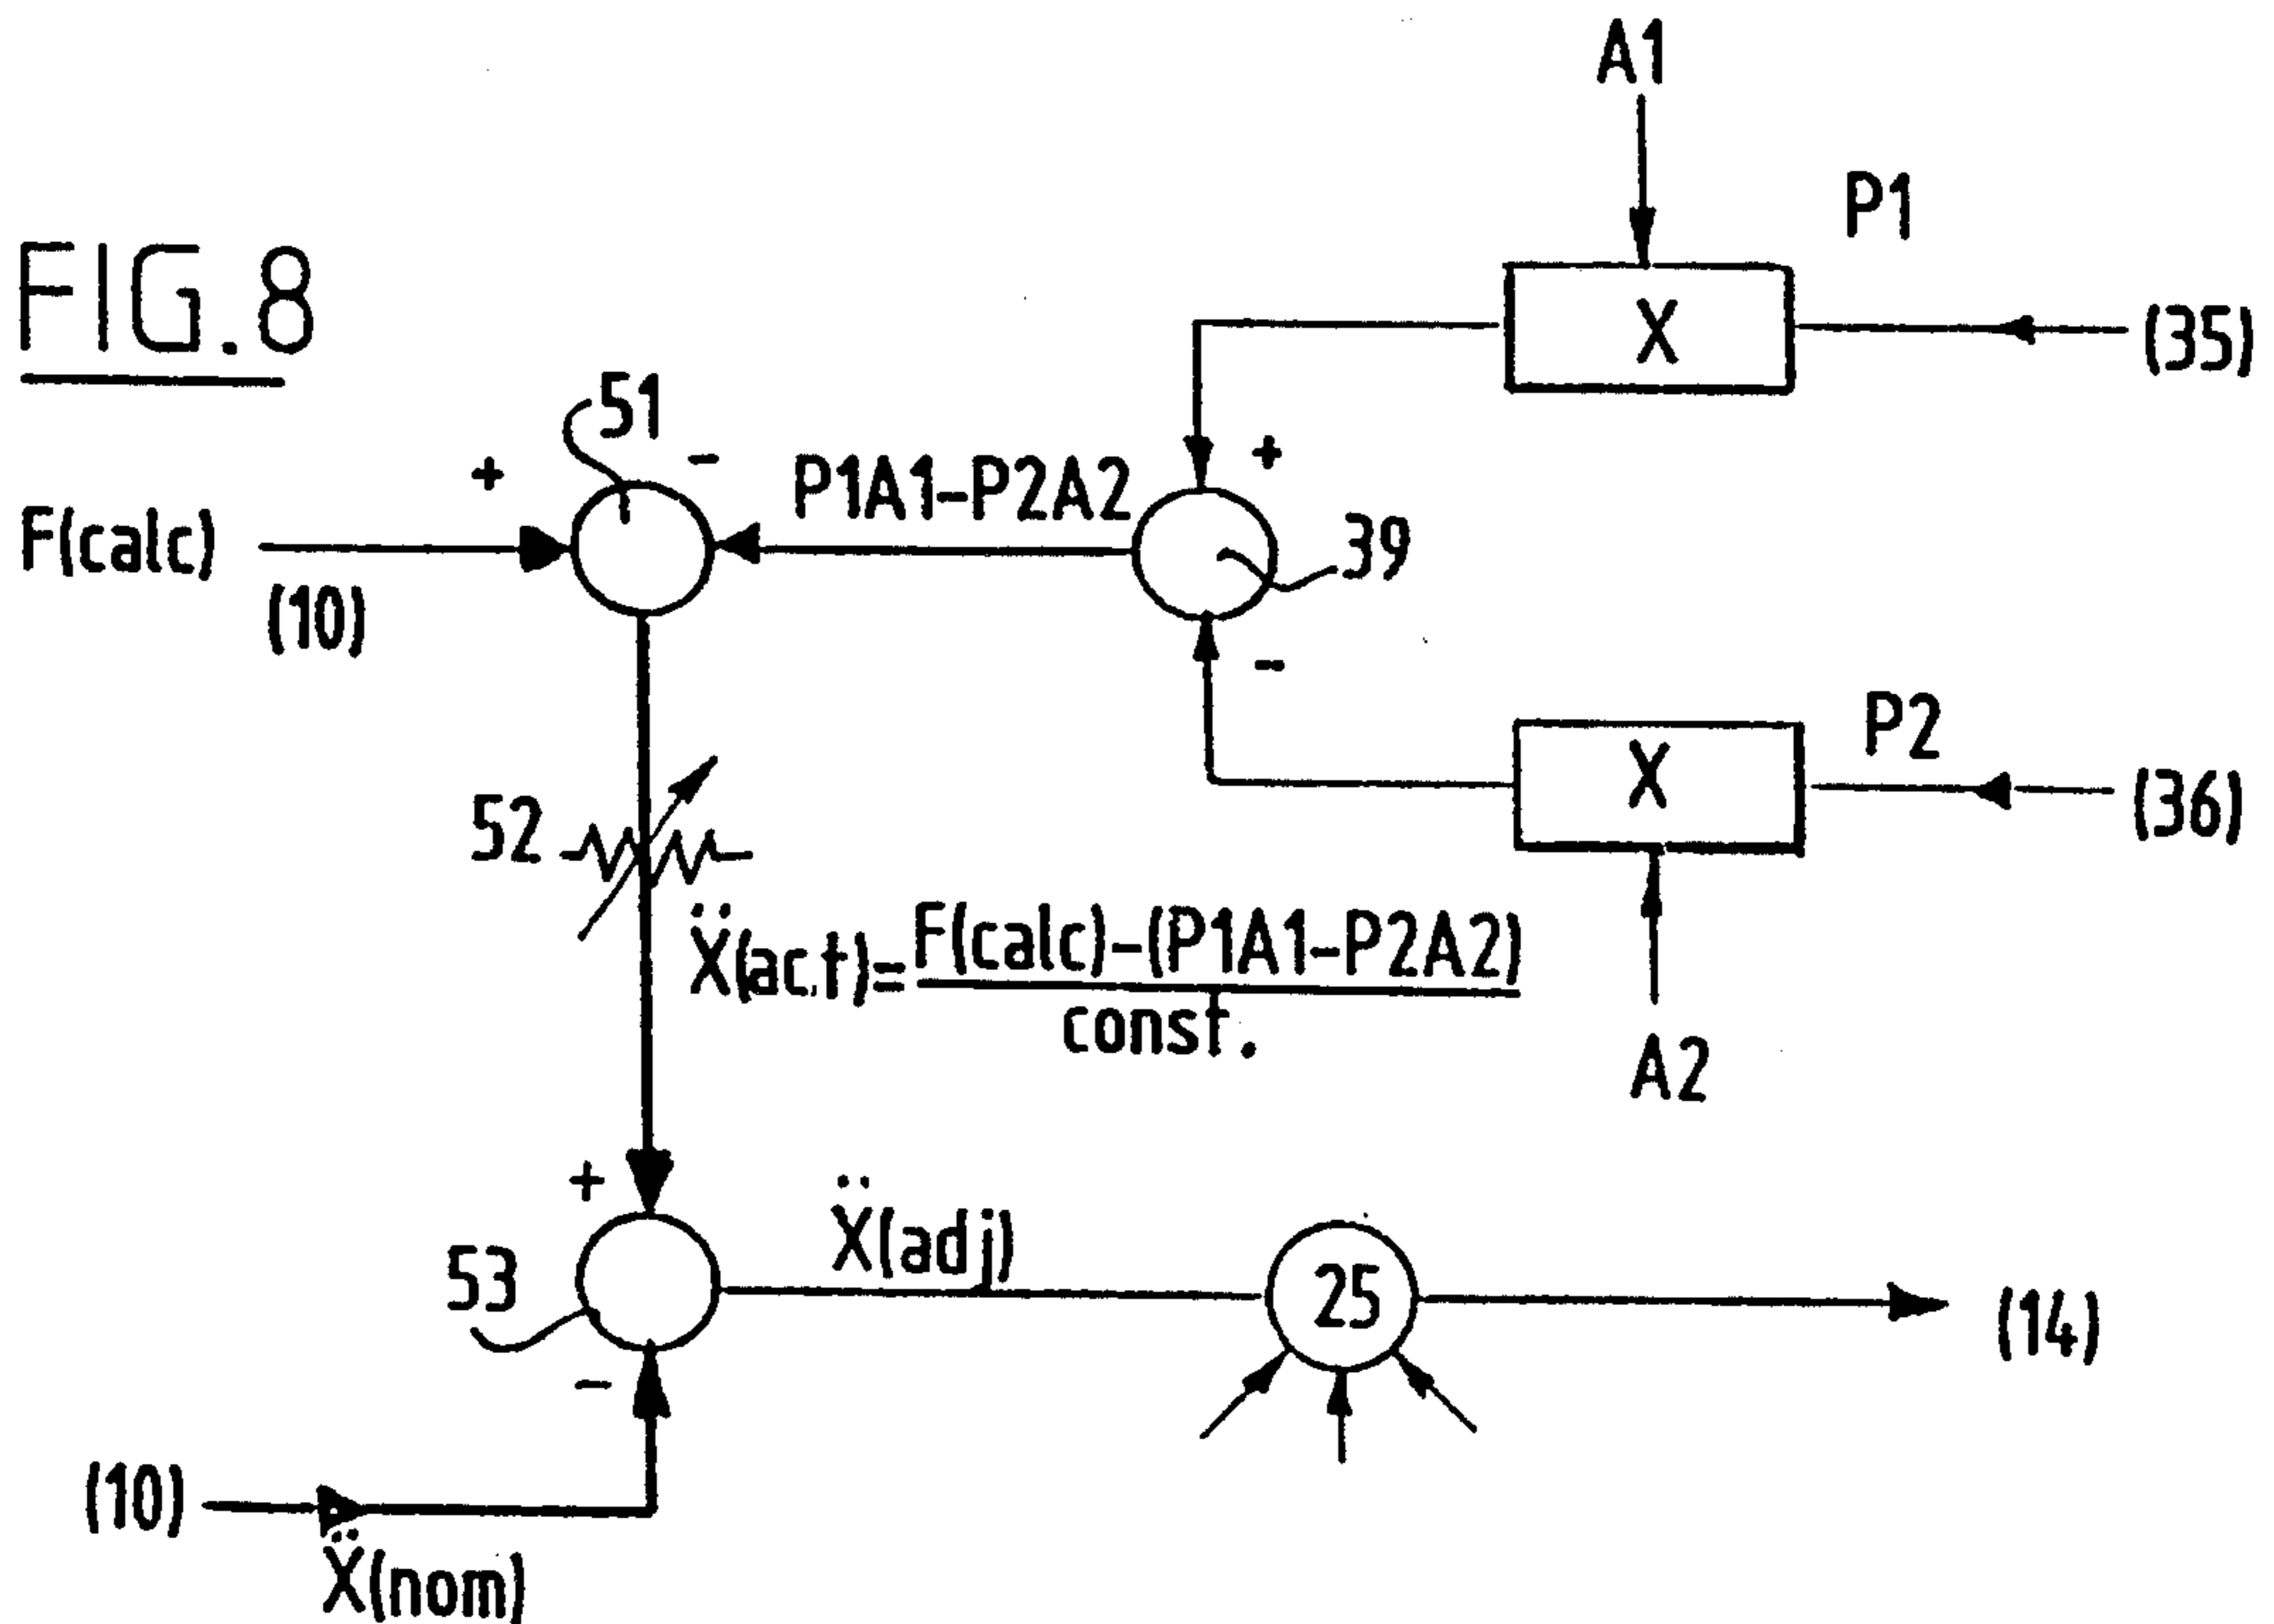 FIG.8
A1
P1
X
(35)
51
+
-
P1A1-P2A2
+
F(calc)
(10)
39
-
P2
X
(36)
52
Ẍ(ac.t)=F(calc)-(P1A1-P2A2)
const.
A2
+
53
Ẍ(adj)
25
(14)
-
(10)
Ẍ(nom)